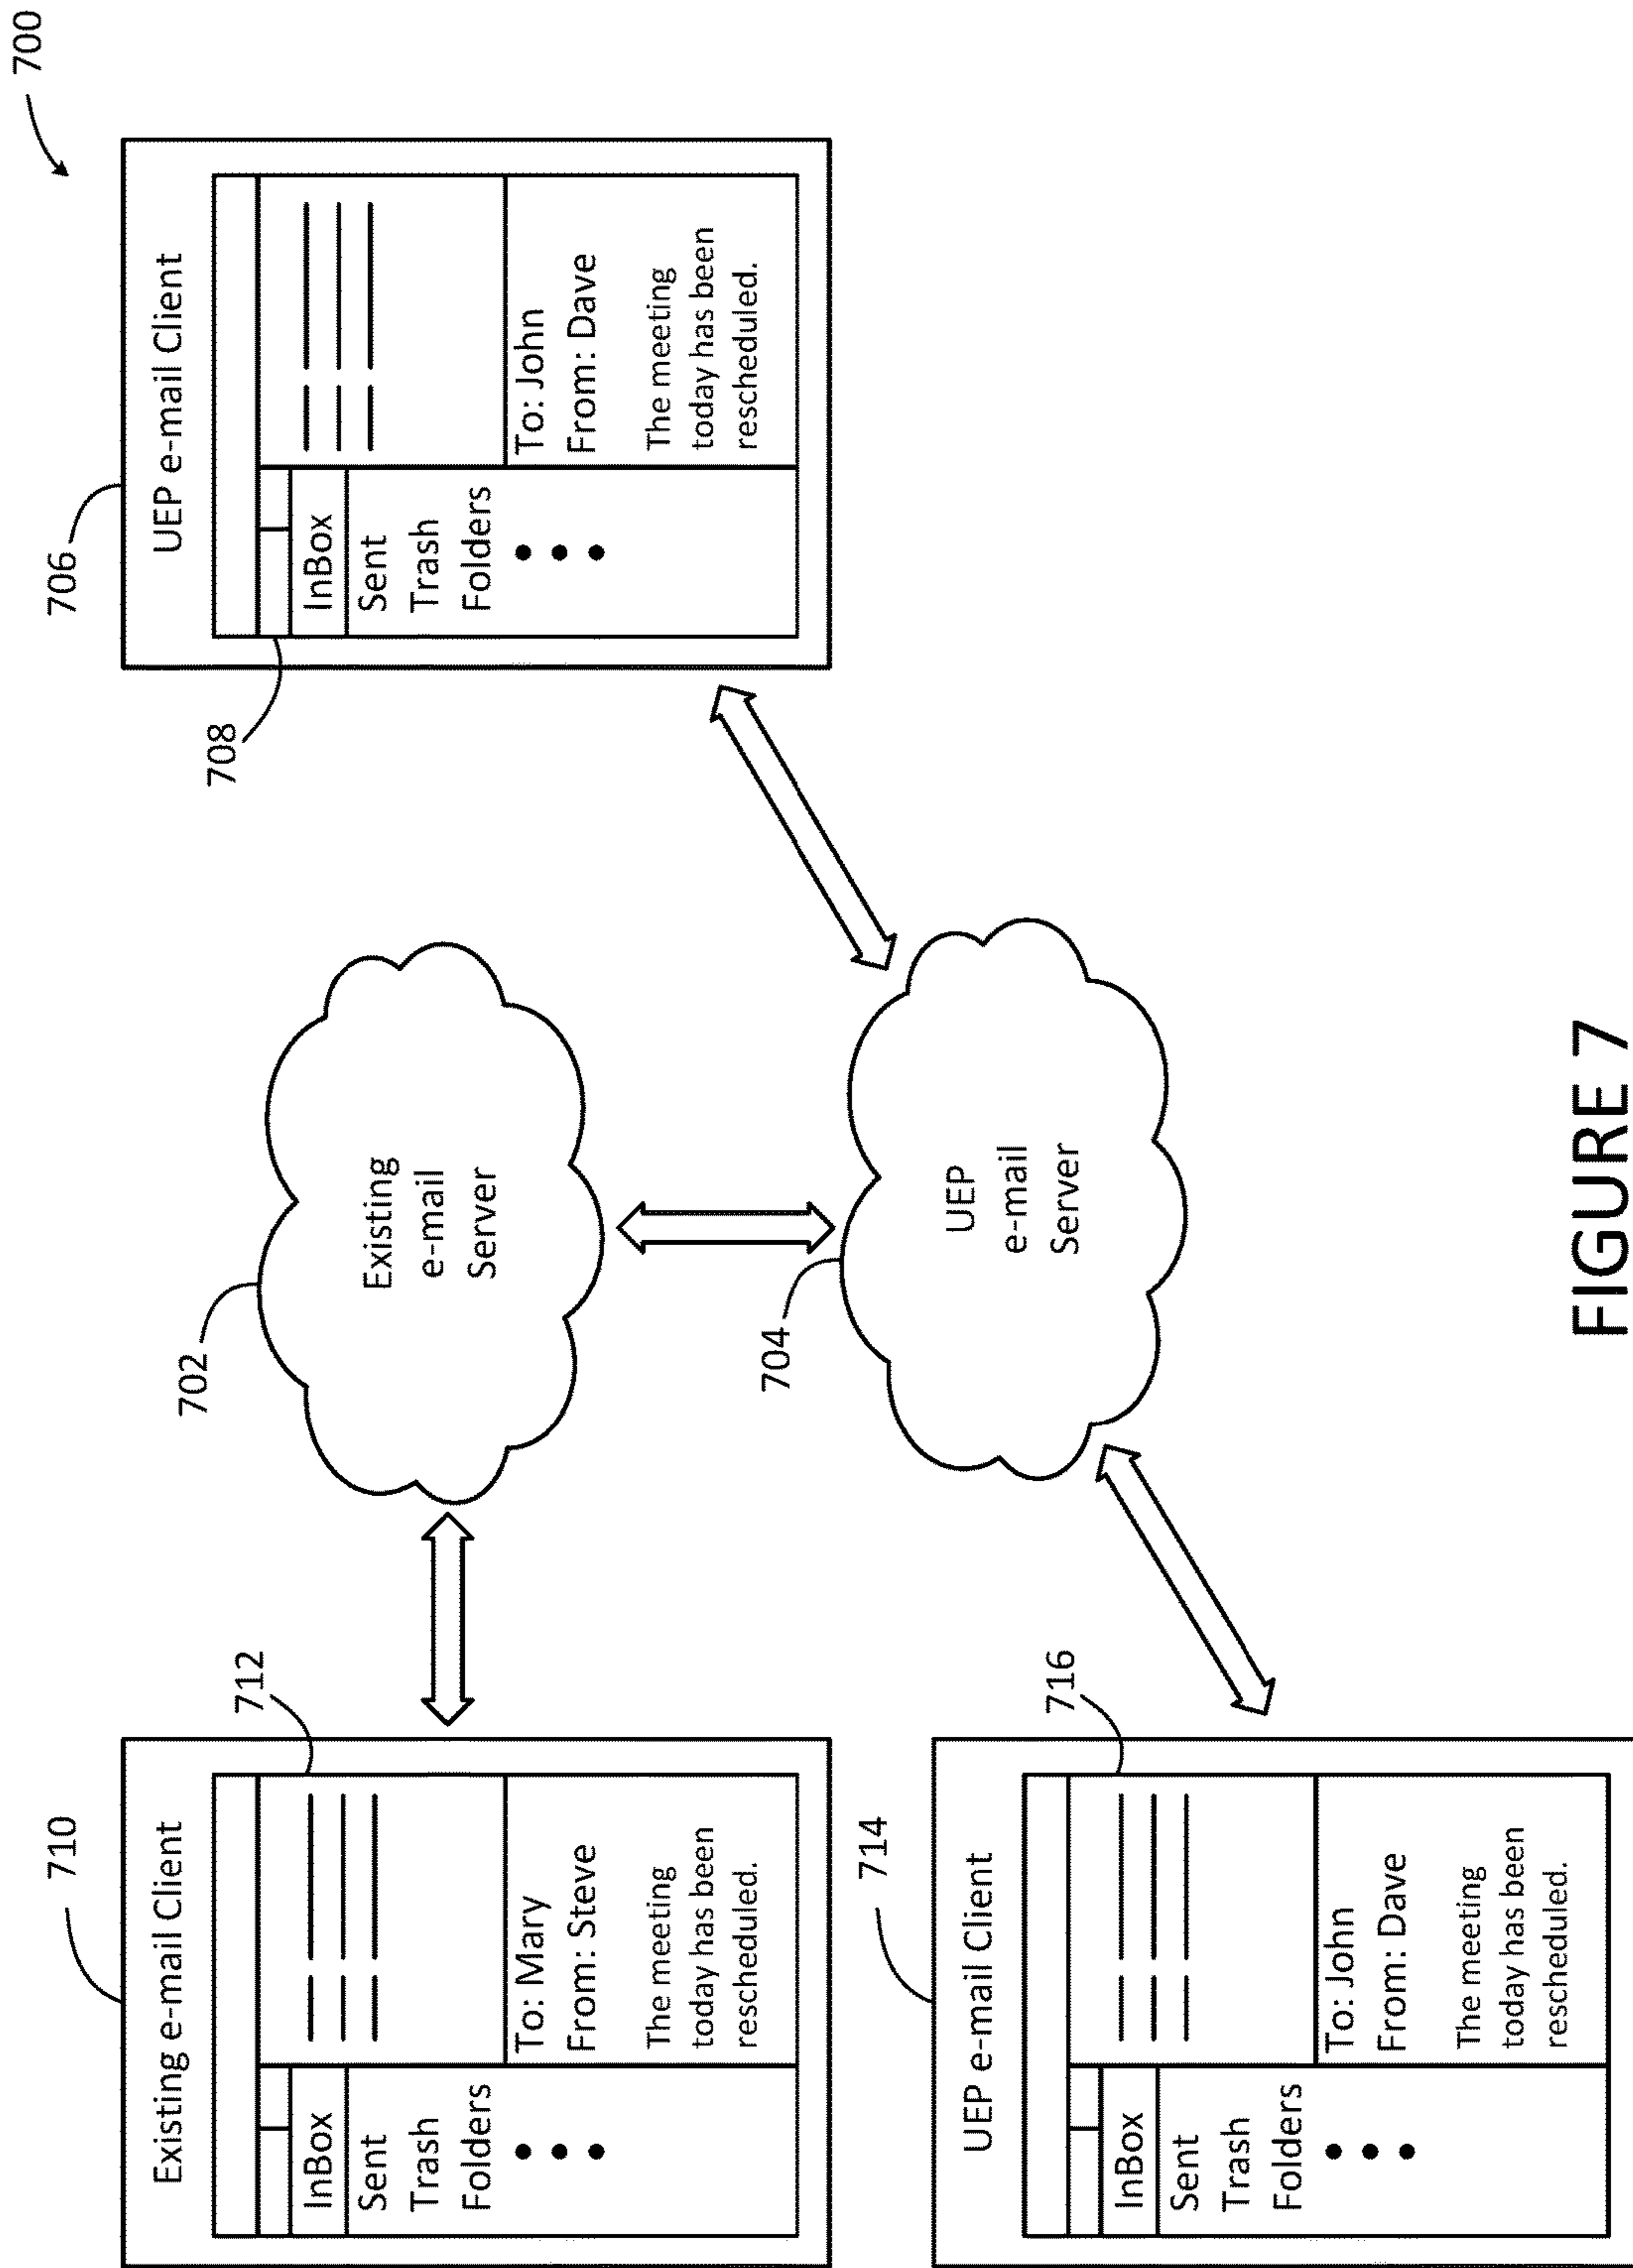 700
710
Existing e-mail Client
712
InBox
Sent
Trash
Folders
To: Mary
From: Steve
The meeting
today has been
rescheduled.
702
Existing
e-mail
Server
706
UEP e-mail Client
708
InBox
Sent
Trash
Folders
To: John
From: Dave
The meeting
today has been
rescheduled.
714
UEP e-mail Client
716
InBox
Sent
Trash
Folders
To: John
From: Dave
The meeting
today has been
rescheduled.
704
UEP
e-mail
Server
FIGURE 7